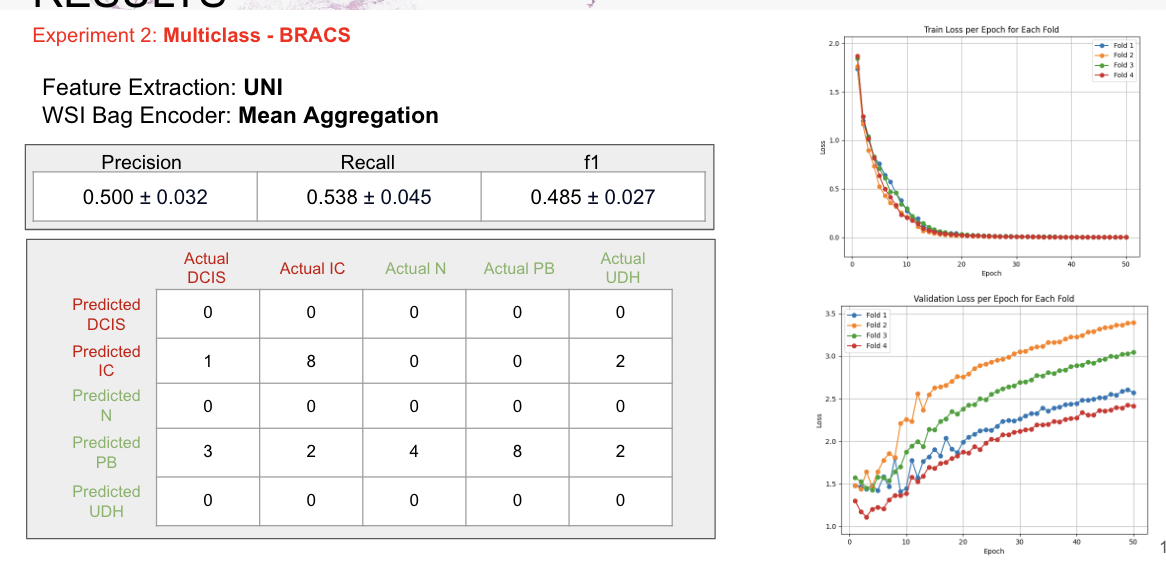 RESULTS
Experiment 2: Multiclass - BRACS
Feature Extraction: UNI
WSI Bag Encoder: Mean Aggregation
Precision Recall f1
0.500 ± 0.032 0.538 ± 0.045 0.485 ± 0.027
Actual DCIS Actual IC Actual N Actual PB Actual UDH
Predicted DCIS 0 0 0 0 0
Predicted IC 1 8 0 0 2
Predicted N 0 0 0 0 0
Predicted PB 3 2 4 8 2
Predicted UDH 0 0 0 0 0
Train Loss per Epoch for Each Fold
Fold 1
Fold 2
Fold 3
Fold 4
2.0
1.5
1.0
0.5
0.0
Loss
0 10 20 30 40 50
Epoch
Validation Loss per Epoch for Each Fold
Fold 1
Fold 2
Fold 3
Fold 4
3.5
3.0
2.5
2.0
1.5
1.0
Loss
0 10 20 30 40 50
Epoch
1